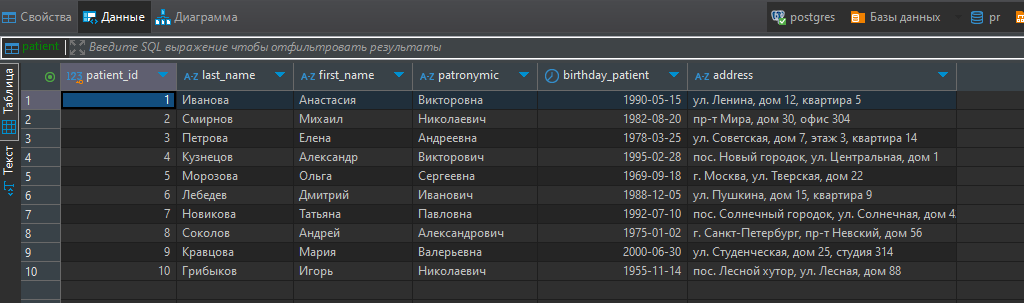 Свойства Данные Диаграмма postgres Базы данных pr
patient Введите SQL выражение чтобы отфильтровать результаты
Таблица
Текст
123 patient_id A-Z last_name A-Z first_name A-Z patronymic birthday_patient A-Z address
1 1 Иванова Анастасия Викторовна 1990-05-15 ул. Ленина, дом 12, квартира 5
2 2 Смирнов Михаил Николаевич 1982-08-20 пр-т Мира, дом 30, офис 304
3 3 Петрова Елена Андреевна 1978-03-25 ул. Советская, дом 7, этаж 3, квартира 14
4 4 Кузнецов Александр Викторович 1995-02-28 пос. Новый городок, ул. Центральная, дом 1
5 5 Морозова Ольга Сергеевна 1969-09-18 г. Москва, ул. Тверская, дом 22
6 6 Лебедев Дмитрий Иванович 1988-12-05 ул. Пушкина, дом 15, квартира 9
7 7 Новикова Татьяна Павловна 1992-07-10 пос. Солнечный городок, ул. Солнечная, дом 4
8 8 Соколов Андрей Александрович 1975-01-02 г. Санкт-Петербург, пр-т Невский, дом 56
9 9 Кравцова Мария Валерьевна 2000-06-30 ул. Студенческая, дом 25, студия 314
10 10 Грибыков Игорь Николаевич 1955-11-14 пос. Лесной хутор, ул. Лесная, дом 88